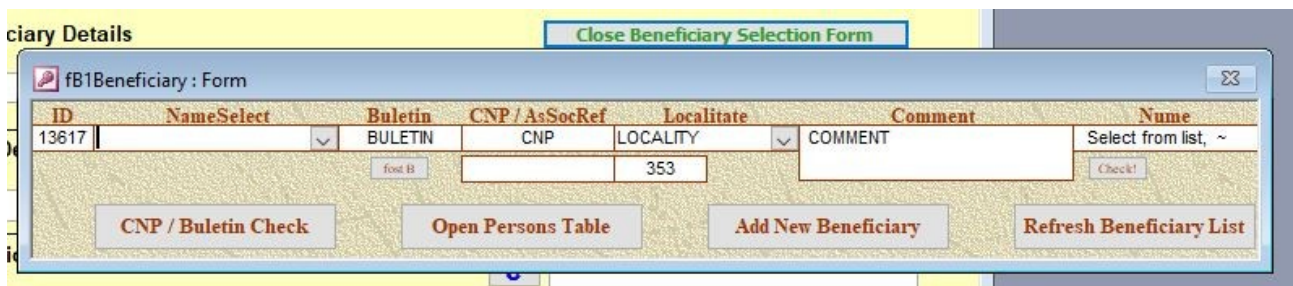 ciary Details Close Beneficiary Selection Form
fB1Beneficiary : Form
ID NameSelect Buletin CNP / AsSocRef Localitate Comment Nume
13617 BULETIN CNP LOCALITY COMMENT Select from list, ~
fost B 353 Check!
CNP / Buletin Check Open Persons Table Add New Beneficiary Refresh Beneficiary List